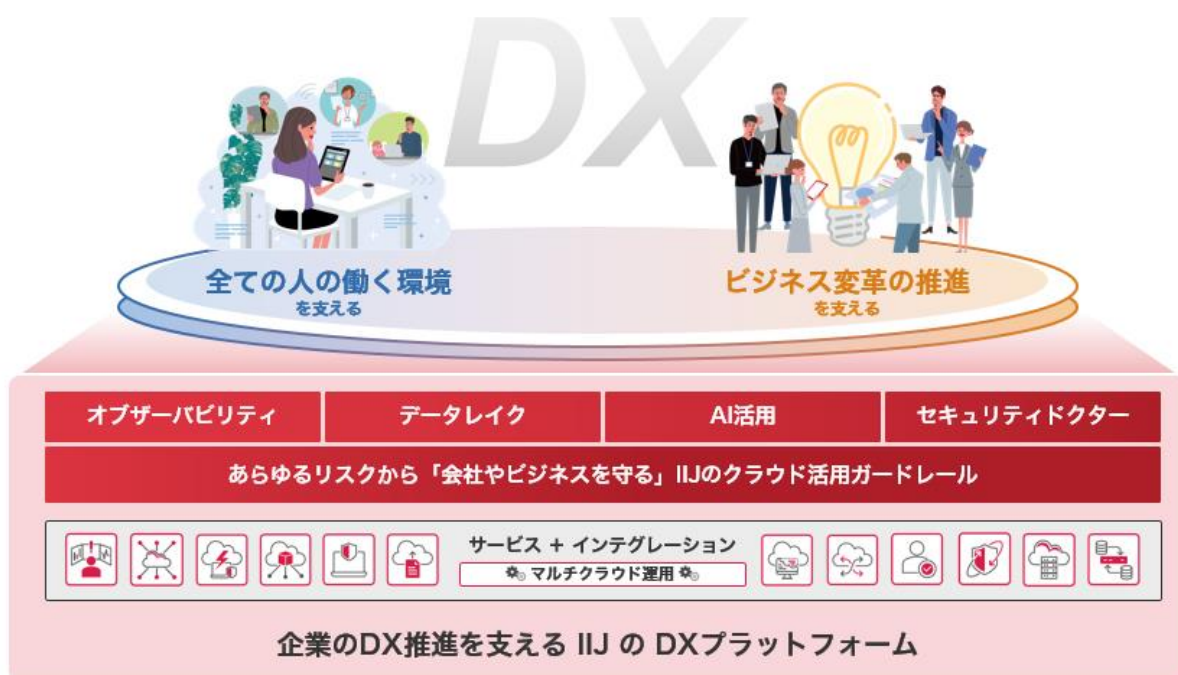 DX
全ての人の働く環境
を支える
ビジネス変革の推進
を支える
オブザーバビリティ
データレイク
AI活用
セキュリティドクター
あらゆるリスクから「会社やビジネスを守る」IIJのクラウド活用ガードレール
サービス + インテグレーション
マルチクラウド運用
企業のDX推進を支える IIJ の DXプラットフォーム